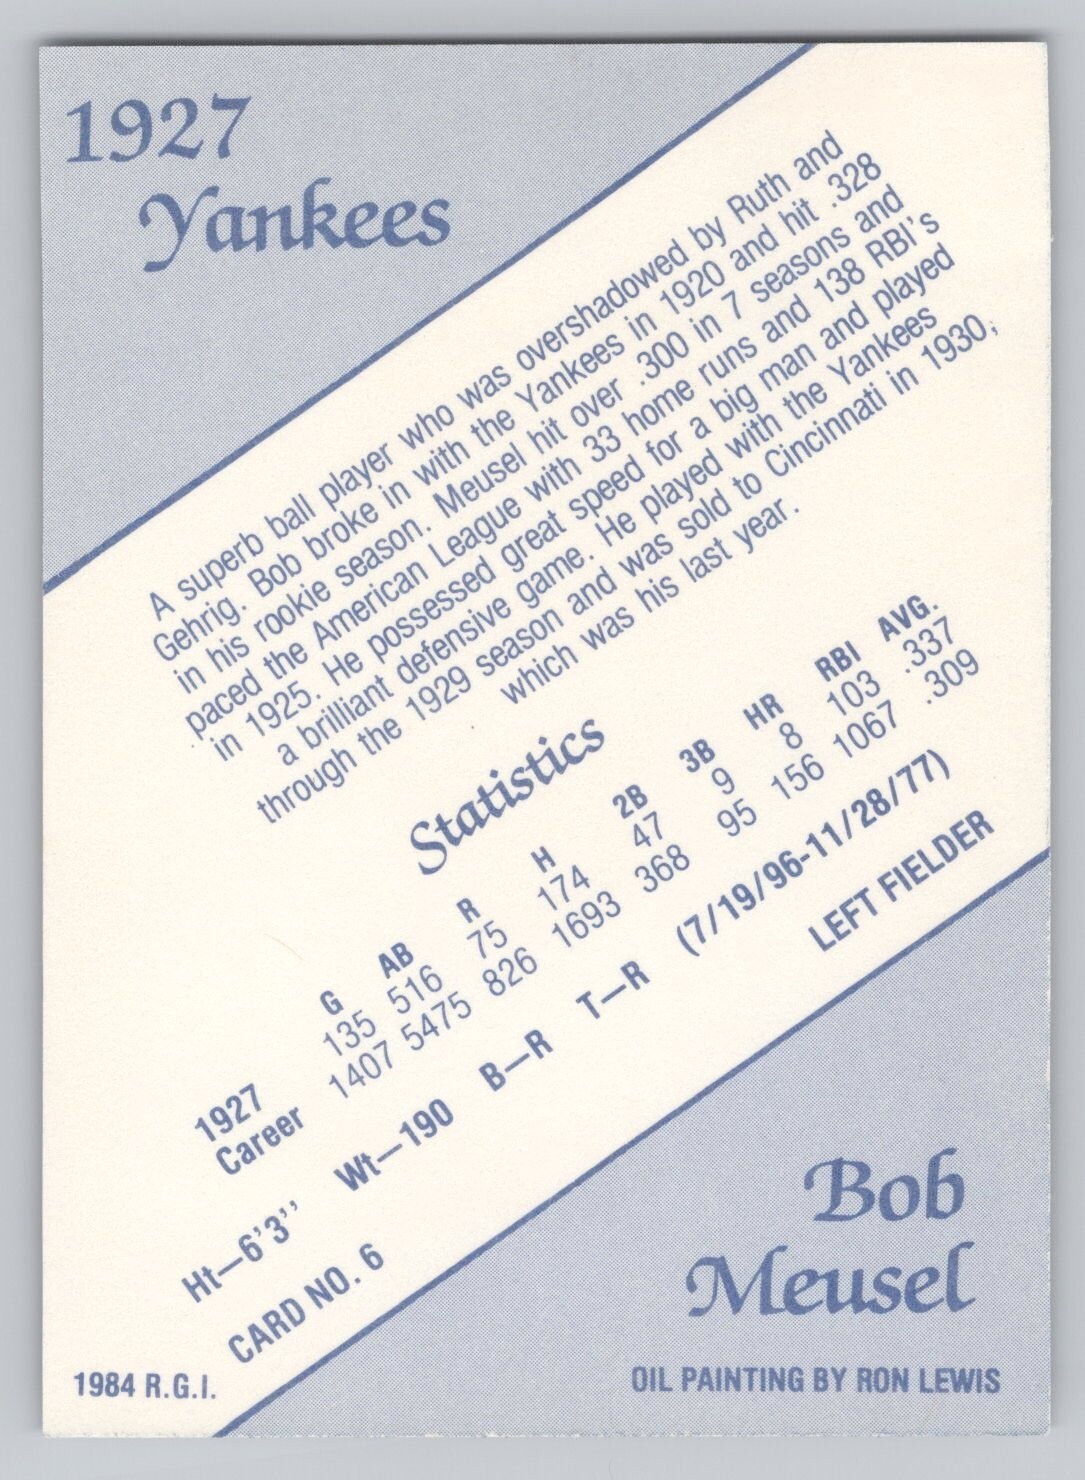 1927
Yankees
A superb ball player who was overshadowed by Ruth and
Gehrig. Bob broke in with the Yankees in 1920 and hit .328
in his rookie season. Meusel hit over .300 in 7 seasons and
paced the American League with 33 home runs and 138 RBI's
in 1925. He possessed great speed for a big man and played
a brilliant defensive game. He played with the Yankees
through the 1929 season and was sold to Cincinnati in 1930,
which was his last year.
Statistics
G AB R H 2B 3B HR RBI AVG.
1927 135 516 75 174 47 9 8 103 .337
Career 1407 5475 826 1693 368 95 156 1067 .309
Ht—6'3'' Wt—190 B—R T—R (7/19/96-11/28/77)
CARD NO. 6 LEFT FIELDER
Bob
Meusel
1984 R.G.I. OIL PAINTING BY RON LEWIS